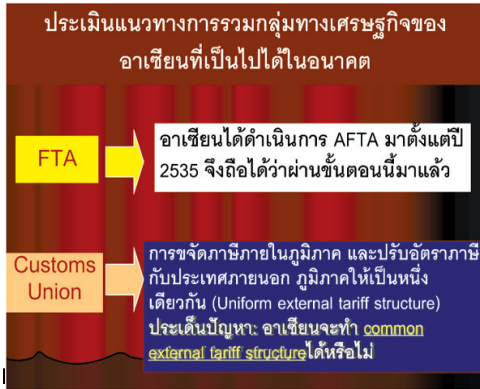 ประเมินแนวทางการรวมกลุ่มทางเศรษฐกิจของ
อาเซียนที่เป็นไปได้ในอนาคต
FTA
อาเซียนได้ดำเนินการ AFTA มาตั้งแต่ปี
2535 จึงถือได้ว่าผ่านขั้นตอนนี้มาแล้ว
Customs
Union
การขจัดภาษีภายในภูมิภาค และปรับอัตราภาษี
กับประเทศภายนอก ภูมิภาคให้เป็นหนึ่ง
เดียวกัน (Uniform external tariff structure)
ประเด็นปัญหา: อาเซียนจะทำ common
external tariff structureได้หรือไม่